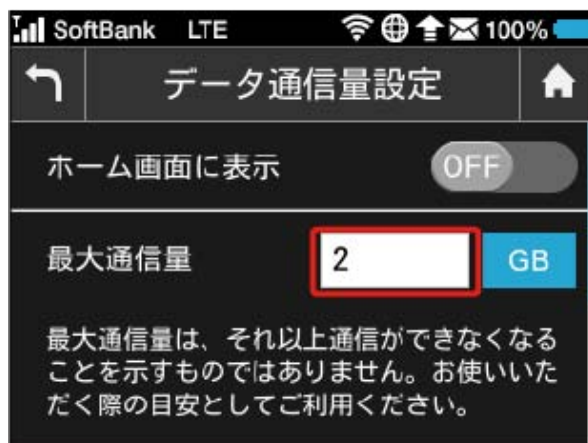 SoftBank LTE 100%
データ通信量設定
ホーム画面に表示 OFF
最大通信量 2 GB
最大通信量は、それ以上通信ができなくなる
ことを示すものではありません。お使いいた
だく際の目安としてご利用ください。